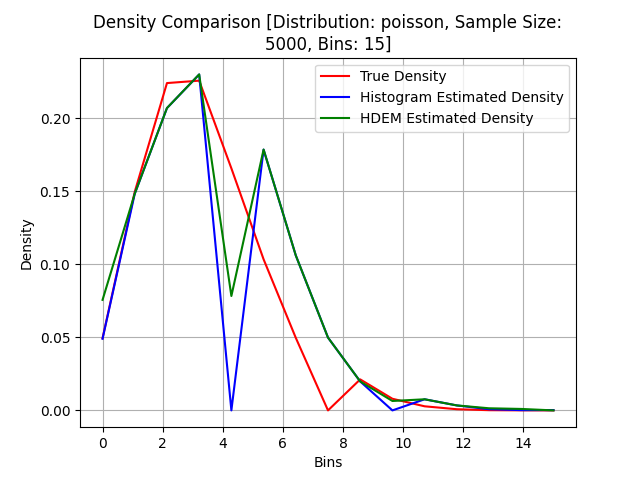 Density Comparison [Distribution: poisson, Sample Size:
5000, Bins: 15]
True Density
Histogram Estimated Density
HDEM Estimated Density
Density
0.20
0.15
0.10
0.05
0.00
0 2 4 6 8 10 12 14
Bins